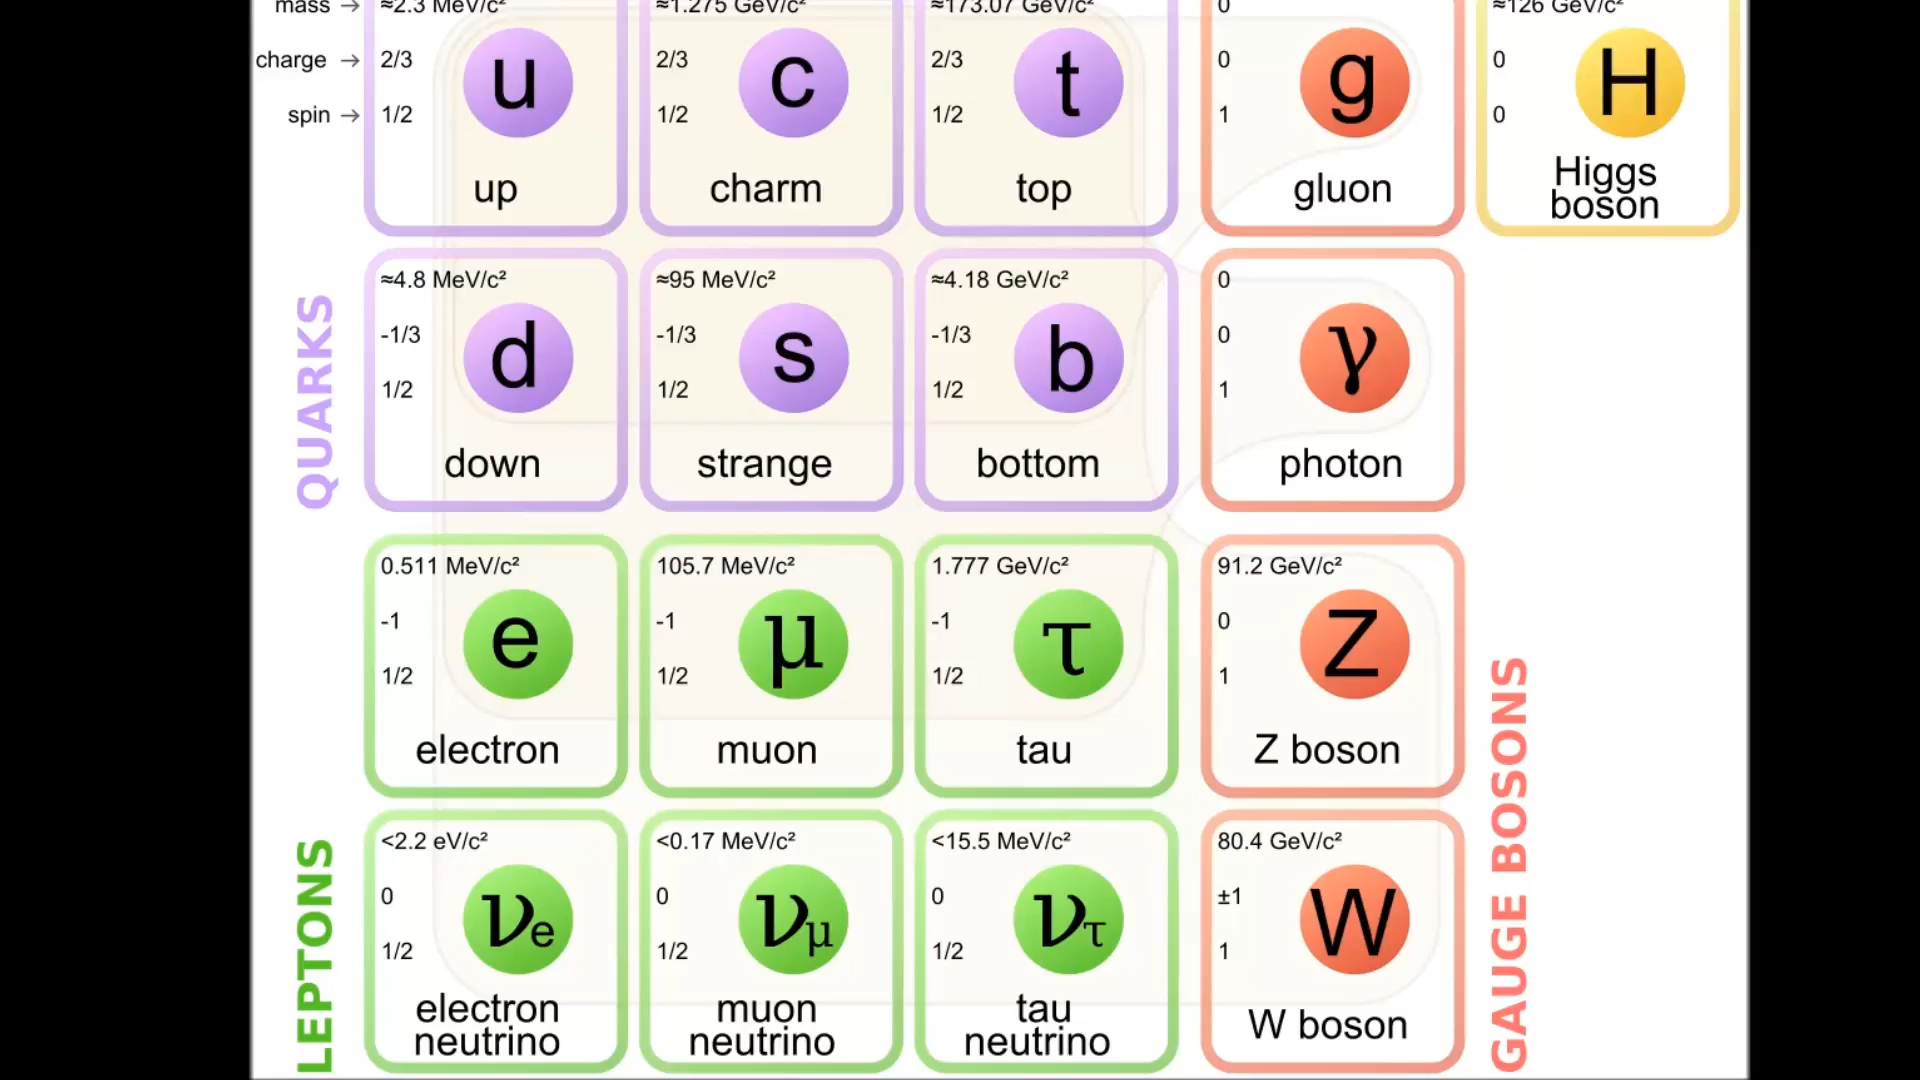 mass → ≈2.3 MeV/c² ≈1.275 GeV/c² ≈173.07 GeV/c² 0 ≈126 GeV/c²
charge → 2/3 2/3 2/3 0 0
spin → 1/2 1/2 1/2 1 0
u c t g H
up charm top gluon Higgs
boson
QUARKS
≈4.8 MeV/c² ≈95 MeV/c² ≈4.18 GeV/c² 0
-1/3 -1/3 -1/3 0
1/2 1/2 1/2 1
d s b γ
down strange bottom photon
0.511 MeV/c² 105.7 MeV/c² 1.777 GeV/c² 91.2 GeV/c²
-1 -1 -1 0
1/2 1/2 1/2 1
e μ τ Z
electron muon tau Z boson
LEPTONS
<2.2 eV/c² <0.17 MeV/c² <15.5 MeV/c² 80.4 GeV/c²
0 0 0 ±1
1/2 1/2 1/2 1
νe νμ ντ W
electron muon tau W boson
neutrino neutrino neutrino
GAUGE BOSONS